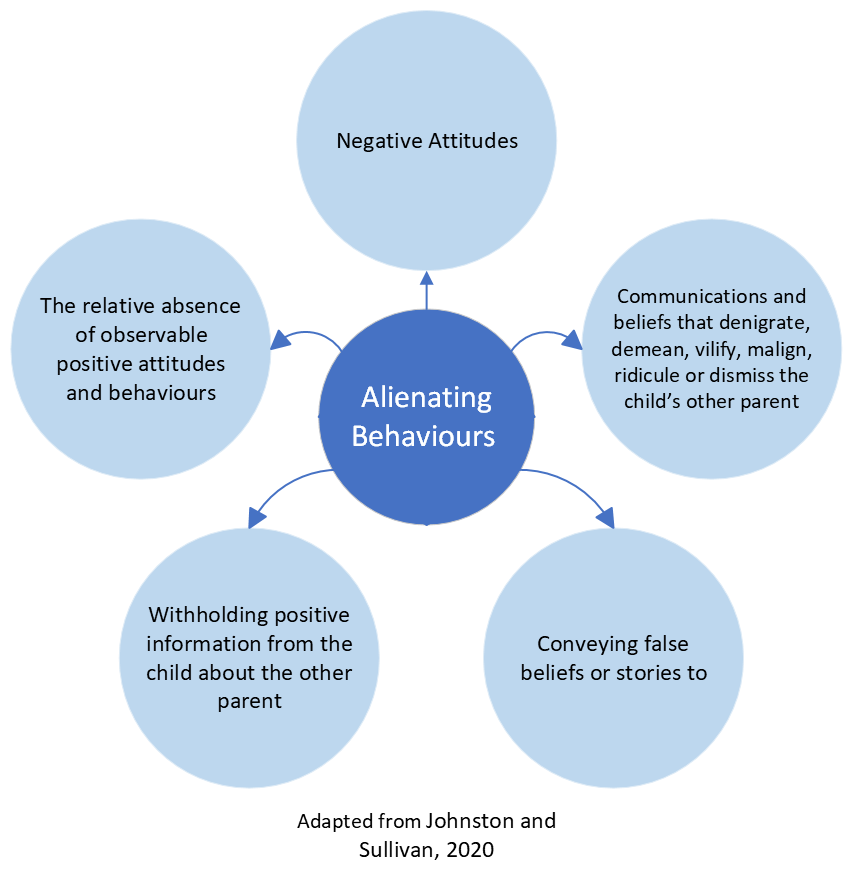 Negative Attitudes
The relative absence
of observable
positive attitudes
and behaviours
Communications and
beliefs that denigrate,
demean, vilify, malign,
ridicule or dismiss the
child’s other parent
Alienating
Behaviours
Withholding positive
information from the
child about the other
parent
Conveying false
beliefs or stories to
Adapted from Johnston and
Sullivan, 2020